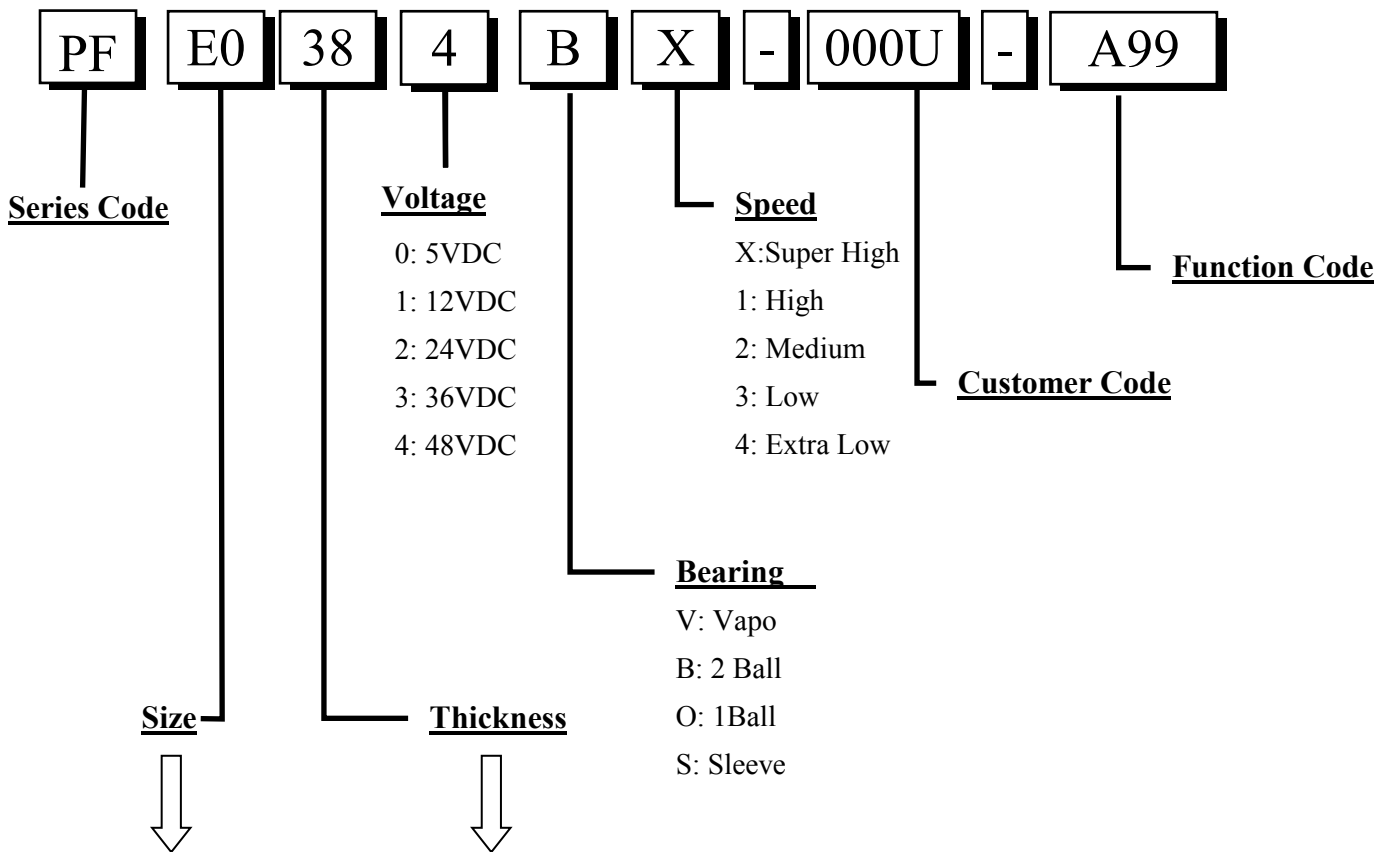 PF E0 38 4 B X - 000U - A99
Series Code
Voltage
0: 5VDC
1: 12VDC
2: 24VDC
3: 36VDC
4: 48VDC
Speed
X:Super High
1: High
2: Medium
3: Low
4: Extra Low
Function Code
Customer Code
Bearing
V: Vapo
B: 2 Ball
O: 1Ball
S: Sleeve
Size
Thickness